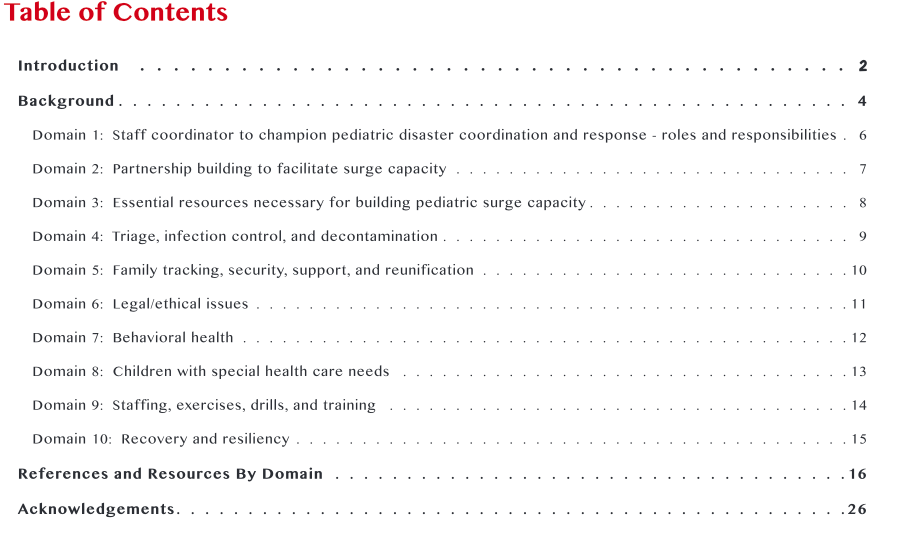 Table of Contents
Introduction . . . . . . . . . . . . . . . . . . . . . . . . . . . . . . . . . . . . . . . . . . . 2
Background . . . . . . . . . . . . . . . . . . . . . . . . . . . . . . . . . . . . . . . . . . . . 4
Domain 1: Staff coordinator to champion pediatric disaster coordination and response - roles and responsibilities . 6
Domain 2: Partnership building to facilitate surge capacity . . . . . . . . . . . . . . . . . . . . . . . . . . . . . . 7
Domain 3: Essential resources necessary for building pediatric surge capacity . . . . . . . . . . . . . . . . . . . . 8
Domain 4: Triage, infection control, and decontamination . . . . . . . . . . . . . . . . . . . . . . . . . . . . . . . 9
Domain 5: Family tracking, security, support, and reunification . . . . . . . . . . . . . . . . . . . . . . . . . . . . 10
Domain 6: Legal/ethical issues . . . . . . . . . . . . . . . . . . . . . . . . . . . . . . . . . . . . . . . . . . . . . 11
Domain 7: Behavioral health . . . . . . . . . . . . . . . . . . . . . . . . . . . . . . . . . . . . . . . . . . . . . . 12
Domain 8: Children with special health care needs . . . . . . . . . . . . . . . . . . . . . . . . . . . . . . . . . . 13
Domain 9: Staffing, exercises, drills, and training . . . . . . . . . . . . . . . . . . . . . . . . . . . . . . . . . . . 14
Domain 10: Recovery and resiliency . . . . . . . . . . . . . . . . . . . . . . . . . . . . . . . . . . . . . . . . . . 15
References and Resources By Domain . . . . . . . . . . . . . . . . . . . . . . . . . . . . . . . . . . . . 16
Acknowledgements . . . . . . . . . . . . . . . . . . . . . . . . . . . . . . . . . . . . . . . . . . . . . . . 26